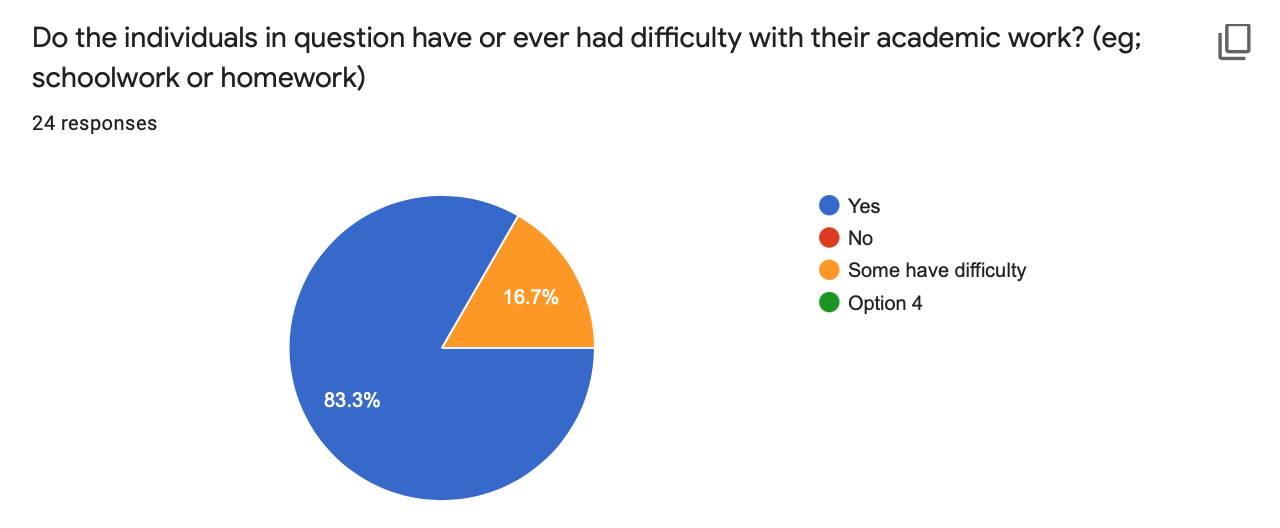 Do the individuals in question have or ever had difficulty with their academic work? (eg;
schoolwork or homework)
24 responses
Yes
No
Some have difficulty
Option 4
16.7%
83.3%